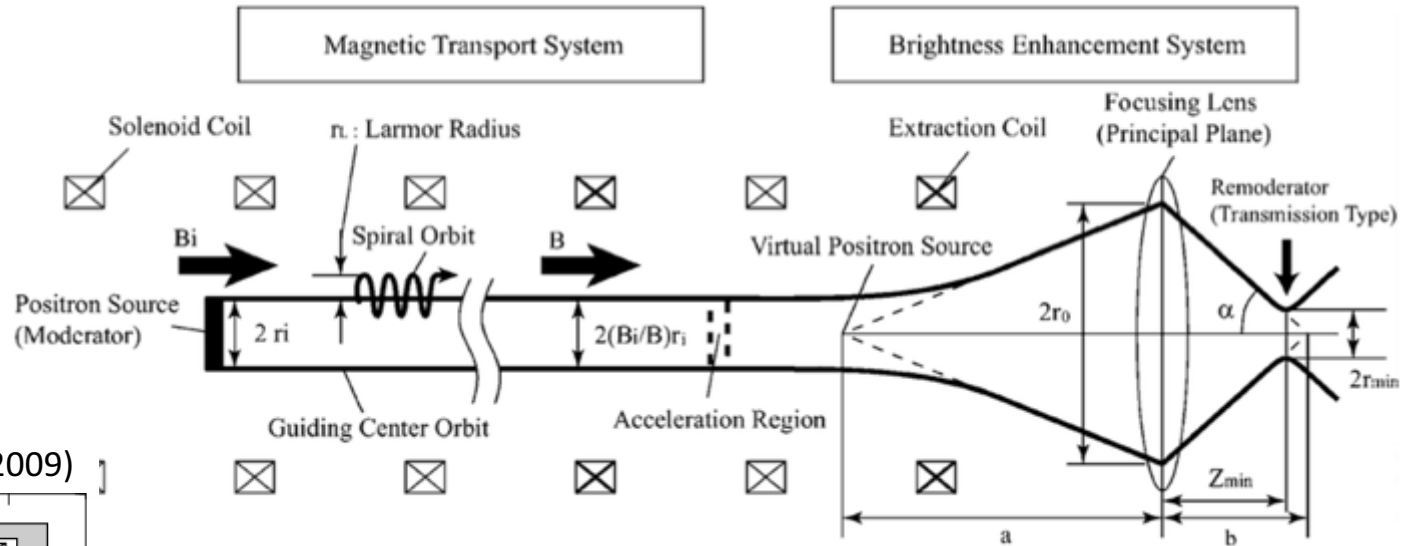 Magnetic Transport System
Brightness Enhancement System
Focusing Lens
(Principal Plane)
Solenoid Coil
rL : Larmor Radius
Extraction Coil
Remoderator
(Transmission Type)
Bi
Spiral Orbit
B
Virtual Positron Source
Positron Source
(Moderator)
2 ri
2(Bi/B)ri
2r0
α
2rmin
Guiding Center Orbit
Acceleration Region
2009)
Zmin
a
b